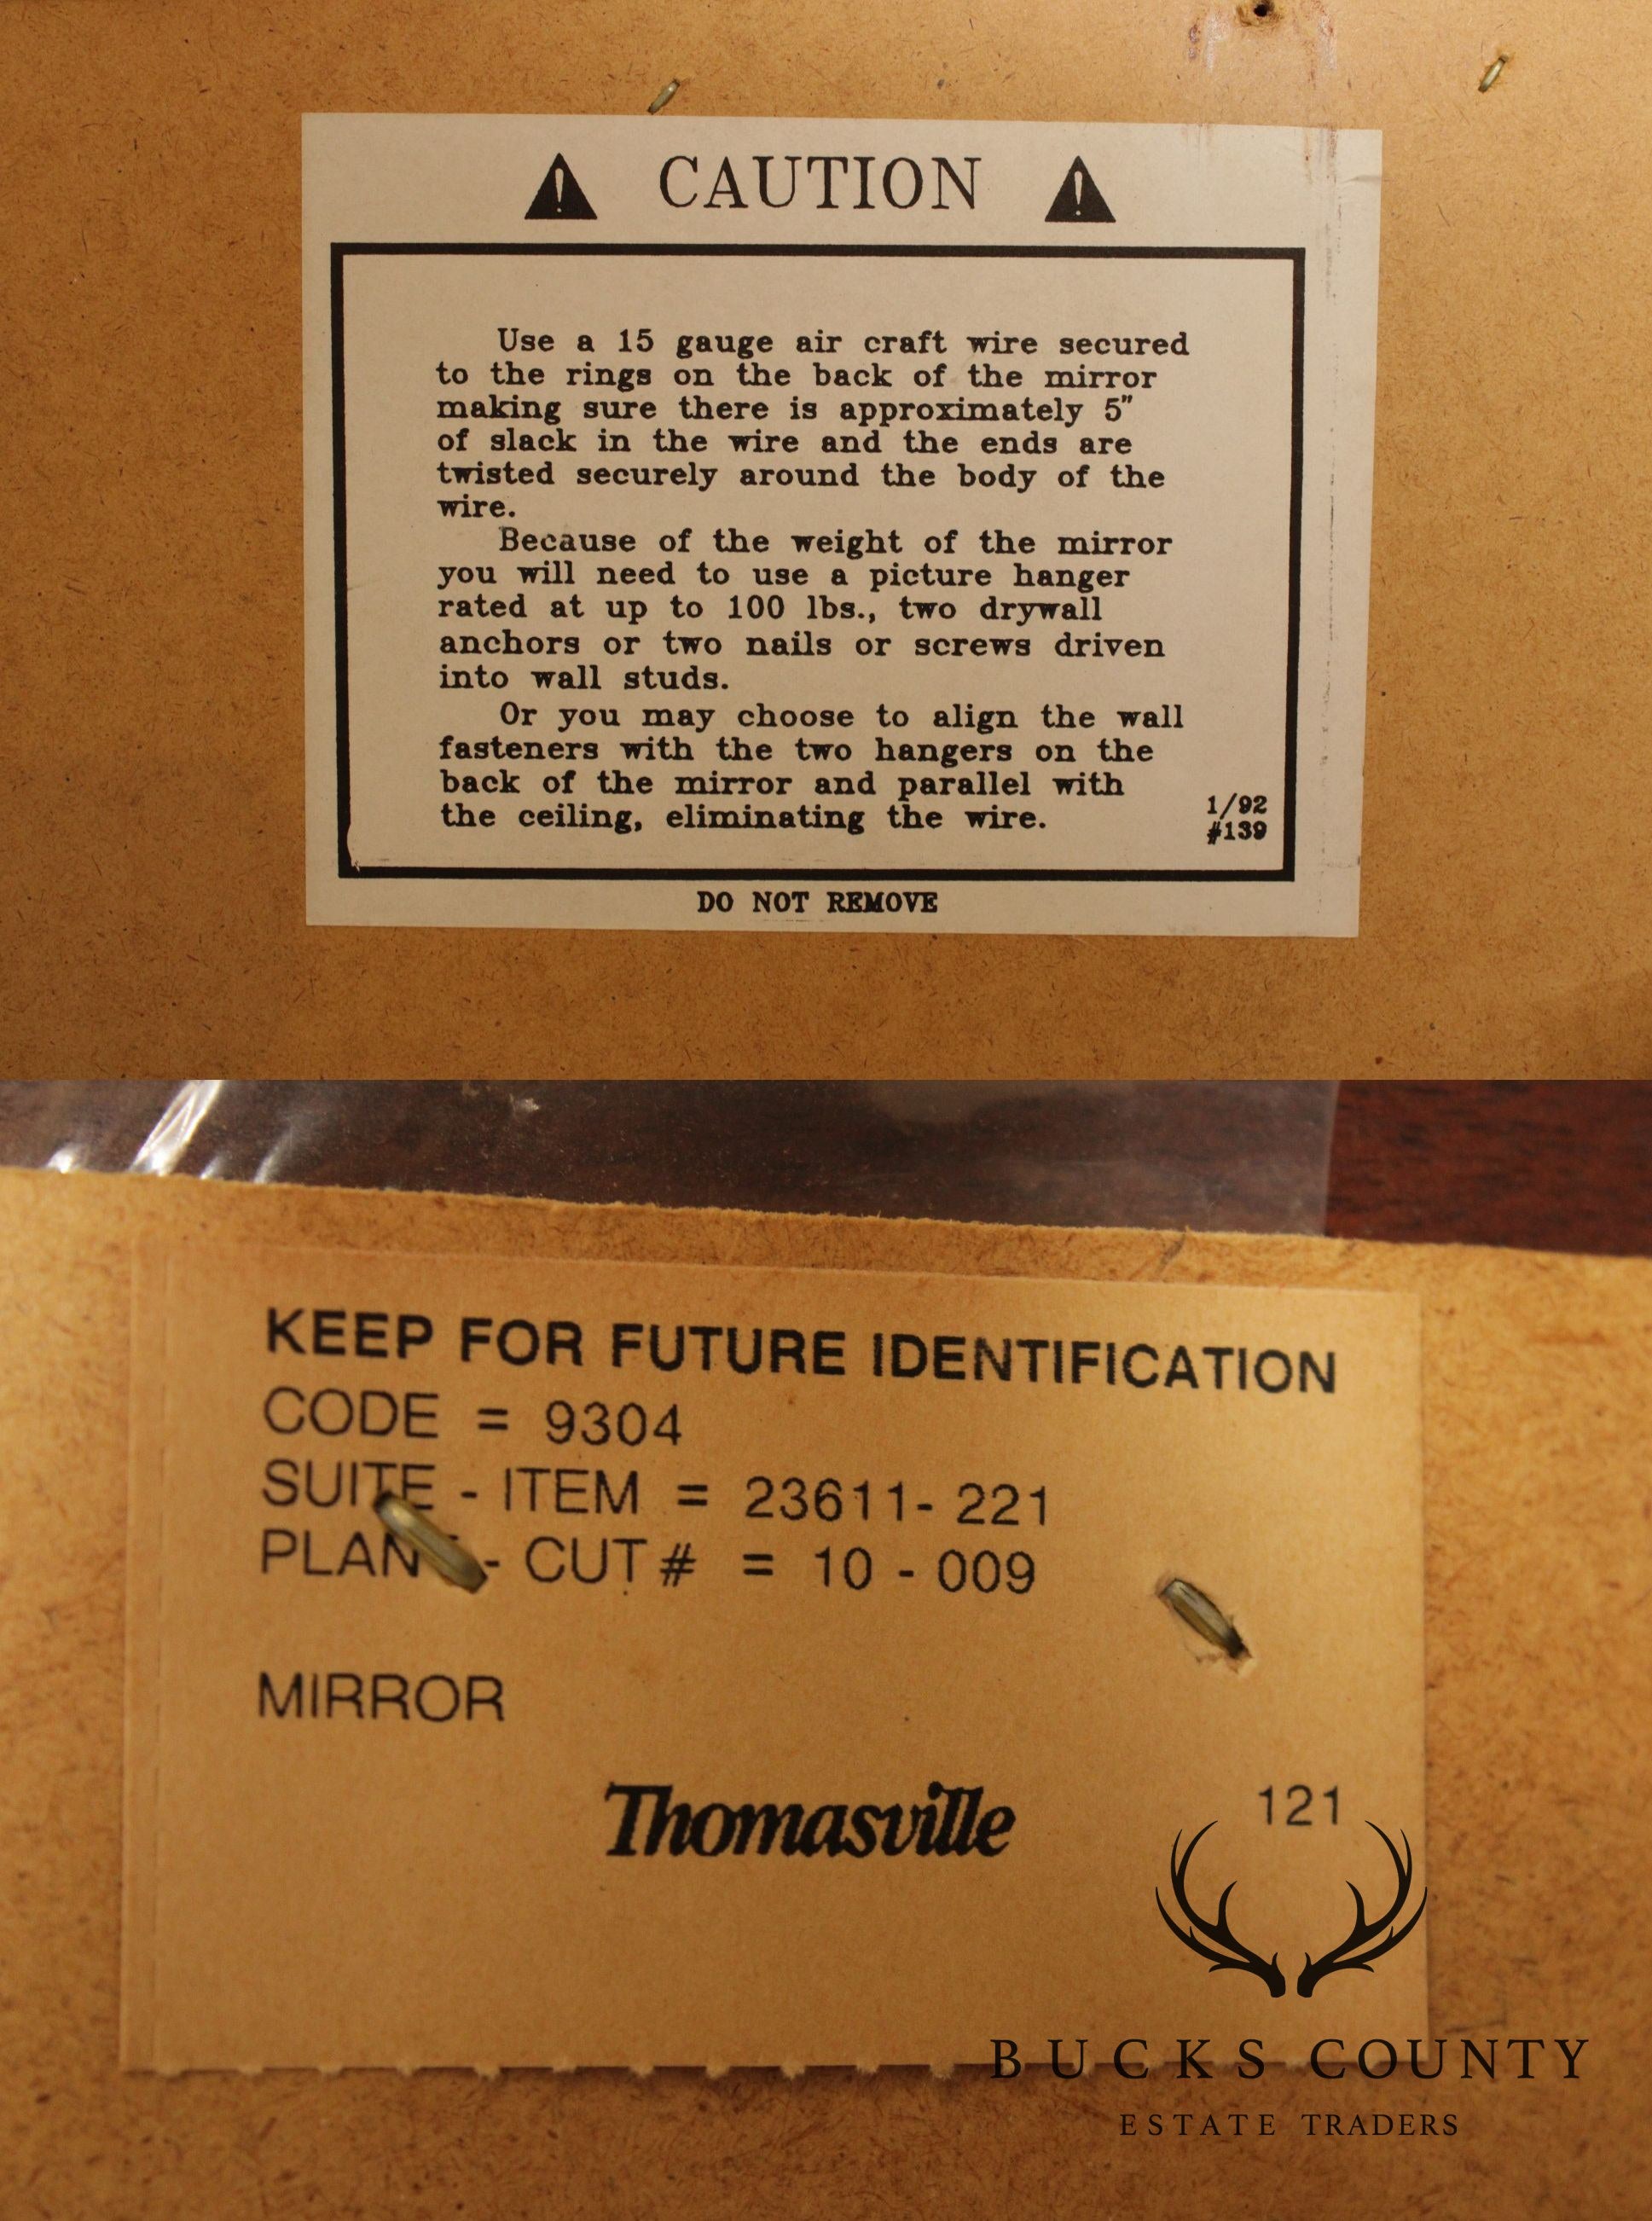 CAUTION
Use a 15 gauge air craft wire secured
to the rings on the back of the mirror
making sure there is approximately 5"
of slack in the wire and the ends are
twisted securely around the body of the
wire.
Because of the weight of the mirror
you will need to use a picture hanger
rated at up to 100 lbs., two drywall
anchors or two nails or screws driven
into wall studs.
Or you may choose to align the wall
fasteners with the two hangers on the
back of the mirror and parallel with
the ceiling, eliminating the wire.
1/92
#139
DO NOT REMOVE
KEEP FOR FUTURE IDENTIFICATION
CODE = 9304
SUITE - ITEM = 23611- 221
PLANT - CUT # = 10 - 009
MIRROR
Thomasville
121
BUCKS COUNTY
ESTATE TRADERS